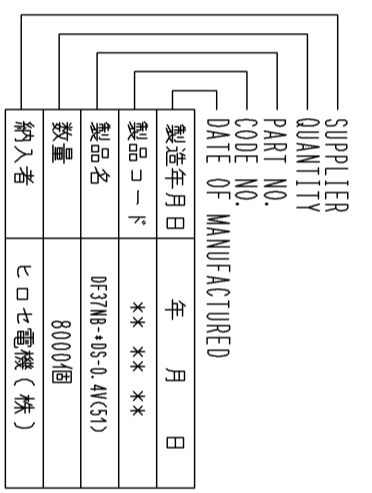 SUPPLIER
QUANTITY
PART NO.
CODE NO.
DATE OF MANUFACTURED
製造年月日 年 月 日
製品コード ** ** **
製品名 DF37NB-*DS-0.4V(51)
数量 8000個
納入者 ヒロセ電機(株)